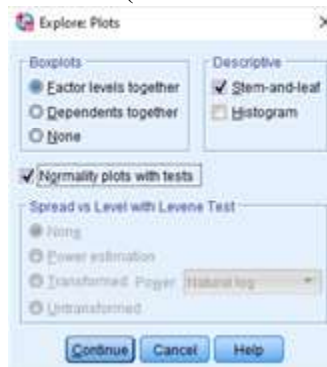 Explore: Plots
Boxplots
Factor levels together
Dependents together
None
Descriptive
Stem-and-leaf
Histogram
Normality plots with tests
Spread vs Level with Levene Test
None
Power estimation
Transformed Power: Natural log
Untransformed
Continue Cancel Help